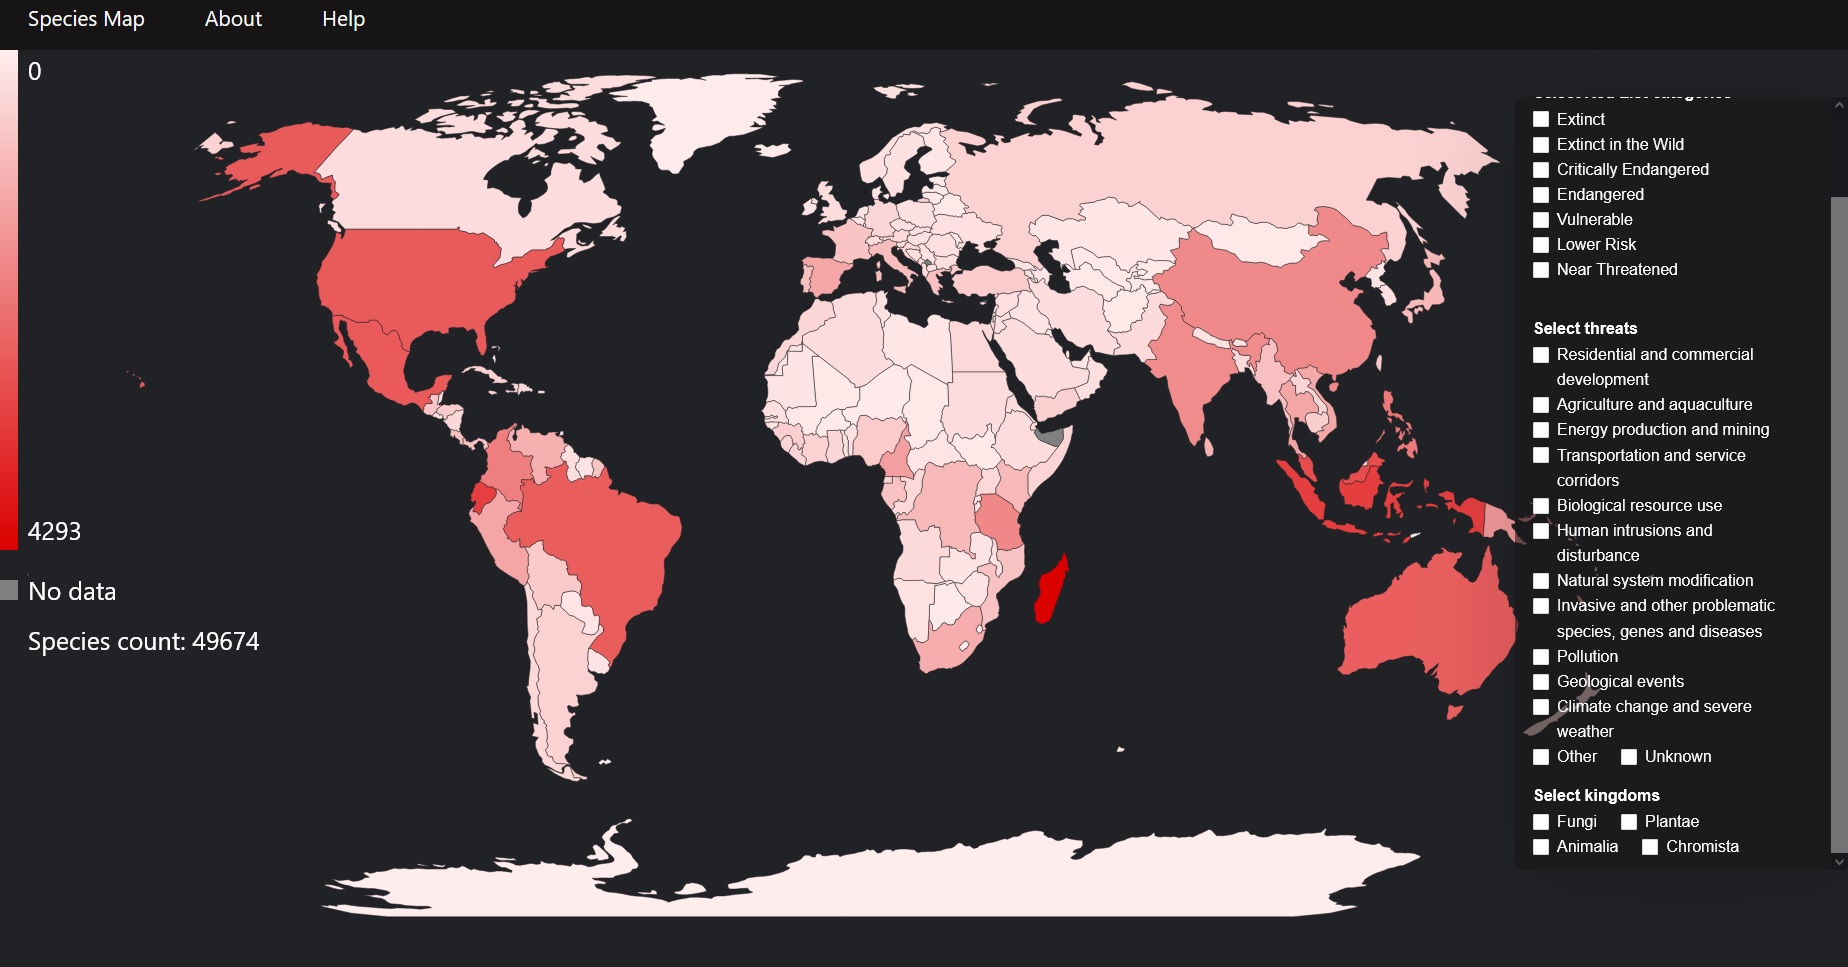 Species Map About Help
0
4293
No data
Species count: 49674
Extinct
Extinct in the Wild
Critically Endangered
Endangered
Vulnerable
Lower Risk
Near Threatened
Select threats
Residential and commercial
development
Agriculture and aquaculture
Energy production and mining
Transportation and service
corridors
Biological resource use
Human intrusions and
disturbance
Natural system modification
Invasive and other problematic
species, genes and diseases
Pollution
Geological events
Climate change and severe
weather
Other Unknown
Select kingdoms
Fungi Plantae
Animalia Chromista